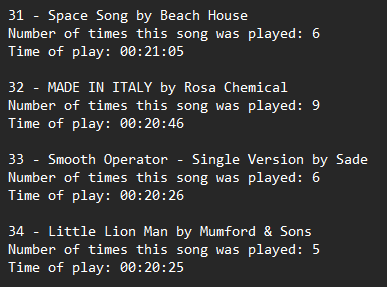 31 - Space Song by Beach House
Number of times this song was played: 6
Time of play: 00:21:05
32 - MADE IN ITALY by Rosa Chemical
Number of times this song was played: 9
Time of play: 00:20:46
33 - Smooth Operator - Single Version by Sade
Number of times this song was played: 6
Time of play: 00:20:26
34 - Little Lion Man by Mumford & Sons
Number of times this song was played: 5
Time of play: 00:20:25